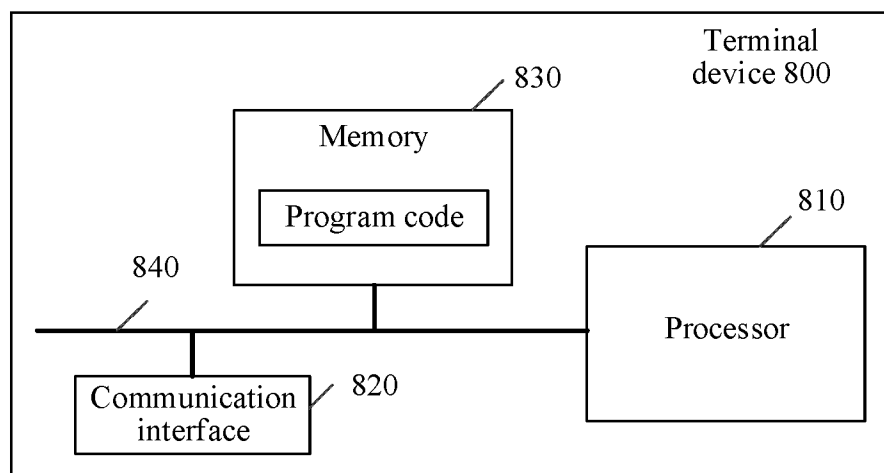 Terminal
device 800
830
Memory
Program code
810
840
Processor
Communication
interface
820